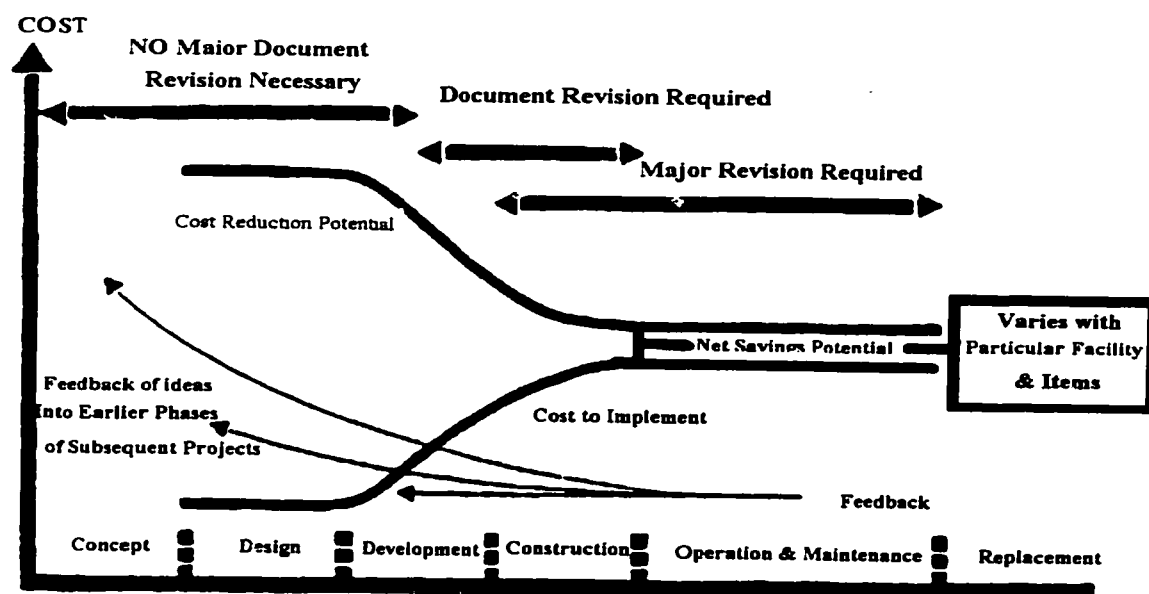 COST
NO Maior Document
Revision Necessary
Document Revision Required
Major Revision Required
Cost Reduction Potential
Net Savings Potential
Varies with
Particular Facility
& Items
Feedback of ideas
Into Earlier Phases
of Subsequent Projects
Cost to Implement
Feedback
Concept
Design
Development
Construction
Operation & Maintenance
Replacement